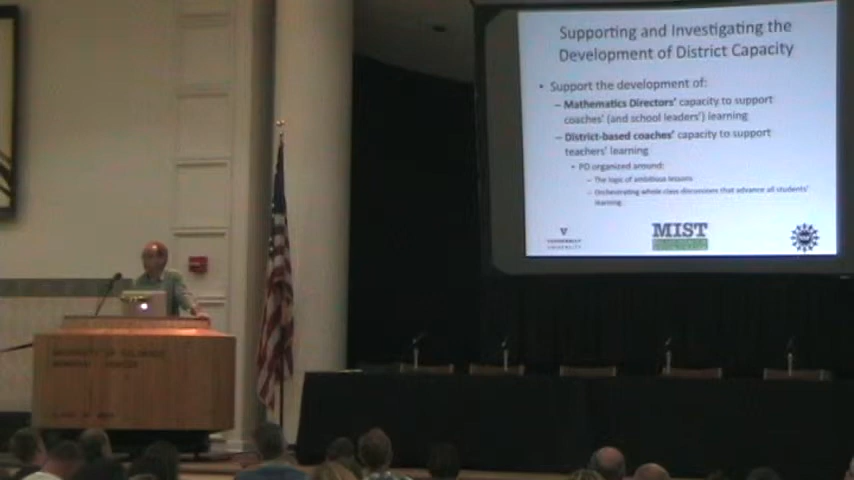 Supporting and Investigating the
Development of District Capacity
• Support the development of:
– Mathematics Directors' capacity to support
coaches' (and school leaders') learning
– District-based coaches' capacity to support
teachers' learning
• PD organized around:
– The logic of ambitious lessons
– Orchestrating whole class discussions that advance all students'
learning
V
VANDERBILT
UNIVERSITY
MIST